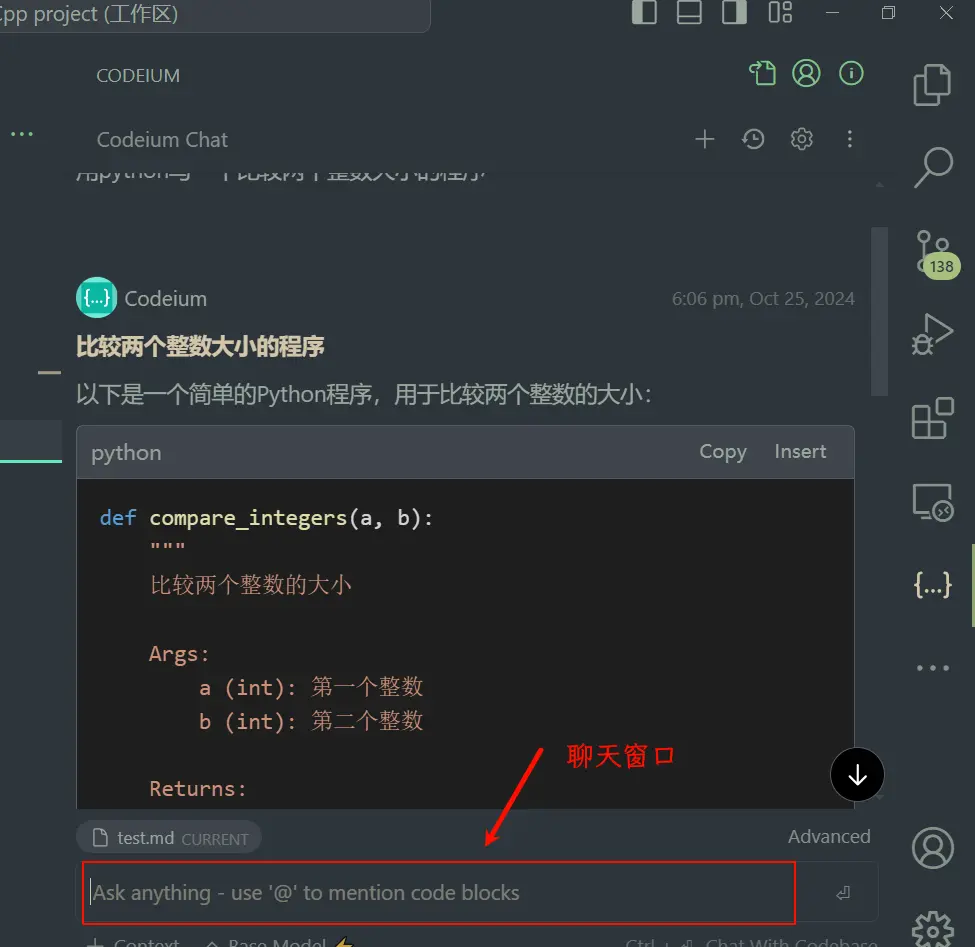 Cpp project (工作区)
CODEIUM
Codeium Chat
用python写一个比较两个整数大小的程序
138
{...} Codeium
6:06 pm, Oct 25, 2024
比较两个整数大小的程序
以下是一个简单的Python程序，用于比较两个整数的大小：
python
Copy Insert
def compare_integers(a, b):
"""
比较两个整数的大小
Args:
a (int): 第一个整数
b (int): 第二个整数
{...}
聊天窗口
Returns:
test.md CURRENT
Advanced
Ask anything - use '@' to mention code blocks
+ Context ^ Base Model ⚡
Ctrl + ⏎ Chat With Codebase